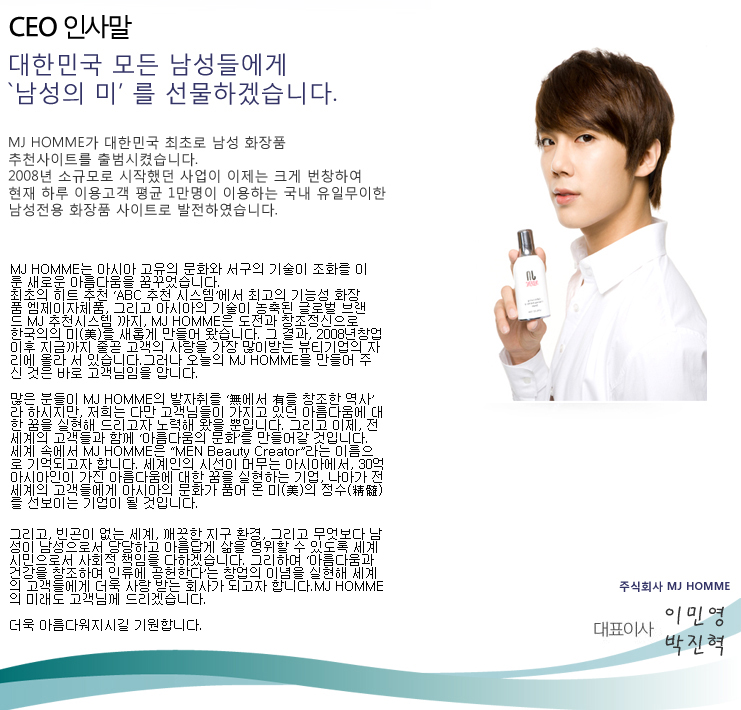 CEO 인사말
대한민국 모든 남성들에게
`남성의 미’ 를 선물하겠습니다.
MJ HOMME가 대한민국 최초로 남성 화장품
추천사이트를 출범시켰습니다.
2008년 소규모로 시작했던 사업이 이제는 크게 번창하여
현재 하루 이용고객 평균 1만명이 이용하는 국내 유일무이한
남성전용 화장품 사이트로 발전하였습니다.
MJ HOMME는 아시아 고유의 문화와 서구의 기술이 조화를 이
룬 새로운 아름다움을 꿈꾸었습니다.
최초의 히트 추천 ‘ABC 추천 시스템’에서 최고의 기능성 화장
품 엠제이자체품, 그리고 아시아의 기술이 농축된 글로벌 브랜
드 MJ 추천시스템 까지, MJ HOMME은 도전과 창조정신으로
한국의의 미(美)를 새롭게 만들어 왔습니다. 그 결과, 2008년창업
이후 지금까지 줄곧 고객의 사랑을 가장 많이받는 뷰티기업의 자
리에 올라 서 있습니다.그러나 오늘의 MJ HOMME을 만들어 주
신 것은 바로 고객님임을 압니다.
많은 분들이 MJ HOMME의 발자취를 ‘無에서 有를 창조한 역사’
라 하시지만, 저희는 다만 고객님들이 가지고 있던 아름다움에 대
한 꿈을 실현해 드리고자 노력해 왔을 뿐입니다. 그리고 이제, 전
세계의 고객들과 함께 ‘아름다움의 문화’를 만들어갈 것입니다.
세계 속에서 MJ HOMME은 “MEN Beauty Creator”라는 이름으
로 기억되고자 합니다. 세계인의 시선이 머무는 아시아에서, 30억
아시아인이 가진 아름다움에 대한 꿈을 실현하는 기업, 나아가 전
세계의 고객들에게 아시아의 문화가 품어 온 미(美)의 정수(精髓)
를 선보이는 기업이 될 것입니다.
그리고, 빈곤이 없는 세계, 깨끗한 지구 환경, 그리고 무엇보다 남
성이 남성으로서 당당하고 아름답게 삶을 영위할 수 있도록 세계
시민으로서 사회적 책임을 다하겠습니다. 그리하여 ‘아름다움과
건강을 창조하여 인류에 공헌한다’는 창업의 이념을 실현해 세계
의 고객들에게 더욱 사랑 받는 회사가 되고자 합니다.MJ HOMME
의 미래도 고객님께 드리겠습니다.
더욱 아름다워지시길 기원합니다.
주식회사 MJ HOMME
대표이사 이민영
박진혁